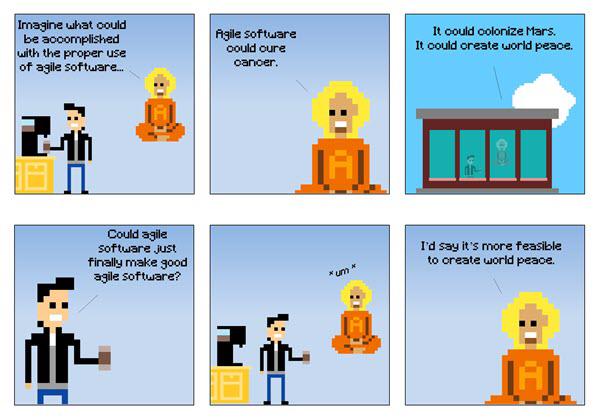 Imagine what could
be accomplished
with the proper use
of agile software...
Agile software
could cure
cancer.
It could colonize Mars.
It could create world peace.
Could agile
software just
finally make good
agile software?
*um*
I'd say it's more feasible
to create world peace.
A
A
A
A